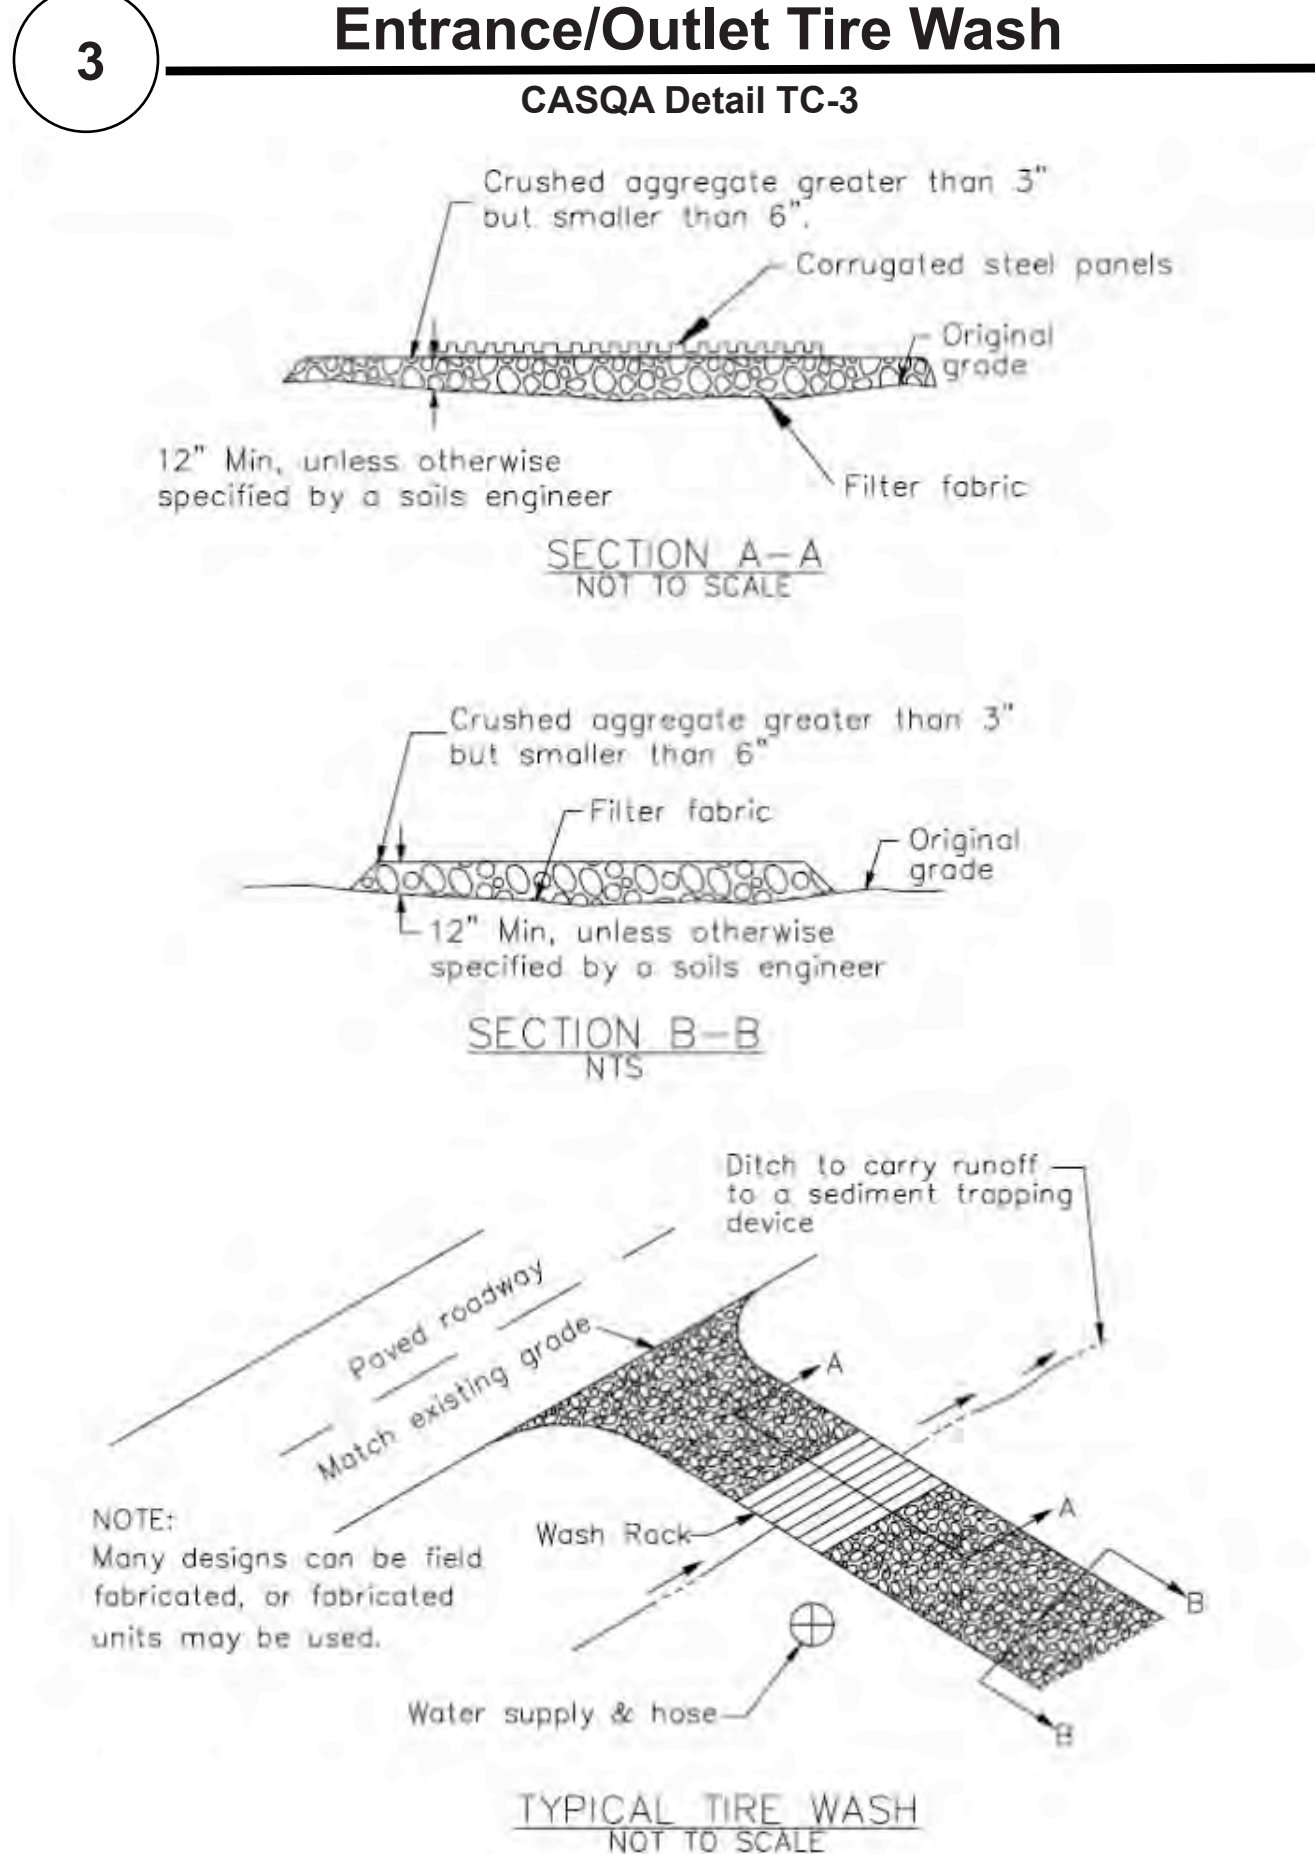 3
Entrance/Outlet Tire Wash
CASQA Detail TC-3
Crushed aggregate greater than 3"
but smaller than 6".
Corrugated steel panels
Original
grade
12" Min, unless otherwise
specified by a soils engineer
Filter fabric
SECTION A-A
NOT TO SCALE
Crushed aggregate greater than 3"
but smaller than 6"
Filter fabric
Original
grade
12" Min, unless otherwise
specified by a soils engineer
SECTION B-B
NTS
Ditch to carry runoff
to a sediment trapping
device
Paved roadway
Match existing grade
A
A
NOTE:
Many designs can be field
fabricated, or fabricated
units may be used.
Wash Rack
B
Water supply & hose
B
TYPICAL TIRE WASH
NOT TO SCALE